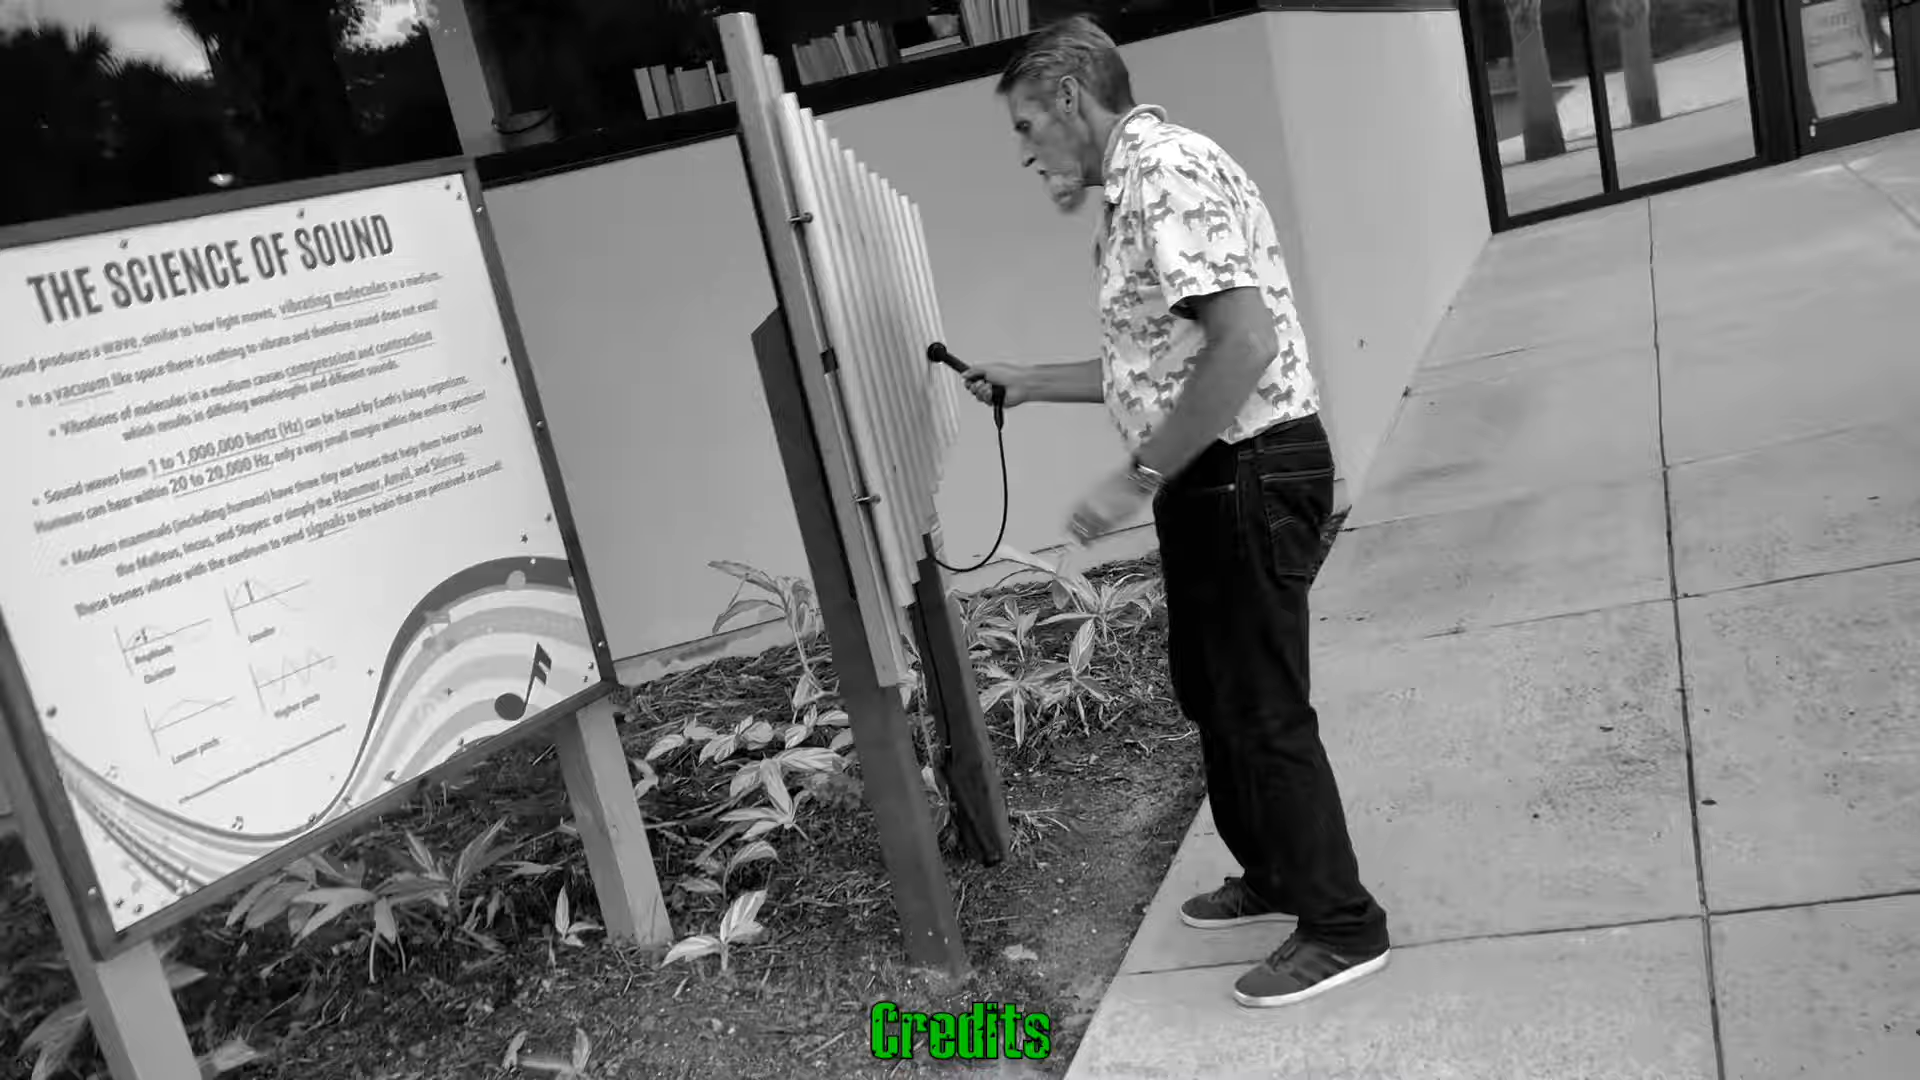 THE SCIENCE OF SOUND
Sound produces a wave, similar to how light moves, vibrating molecules in a medium.
• In a vacuum like space there is nothing to vibrate and therefore sound does not exist!
• Vibrations of molecules in a medium causes compression and contraction
which results in differing wavelengths and different sounds.
• Sound waves from 1 to 1,000,000 hertz (Hz) can be heard by Earth's living organisms.
Humans can hear within 20 to 20,000 Hz, only a very small margin within the entire spectrum!
• Modern mammals (including humans) have three tiny ear bones that help them hear called
the Malleus, Incus, and Stapes: or simply the Hammer, Anvil, and Stirrup.
These bones vibrate with the eardrum to send signals to the brain that are perceived as sound!
Amplitude
Quieter
Louder
Lower pitch
Higher pitch
Credits